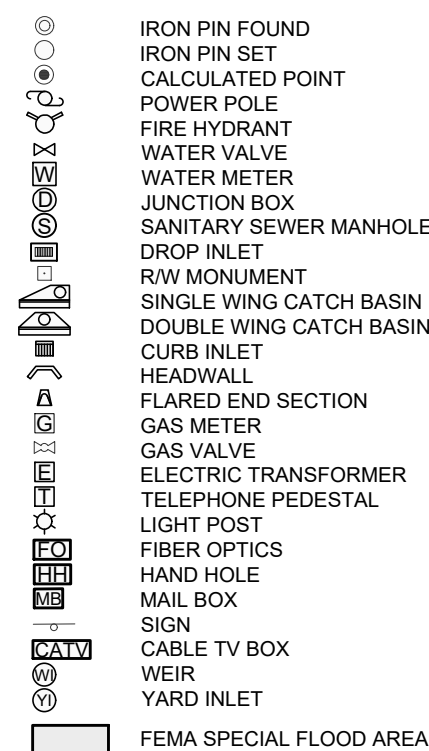 IRON PIN FOUND
IRON PIN SET
CALCULATED POINT
POWER POLE
FIRE HYDRANT
WATER VALVE
W WATER METER
D JUNCTION BOX
S SANITARY SEWER MANHOLE
DROP INLET
R/W MONUMENT
SINGLE WING CATCH BASIN
DOUBLE WING CATCH BASIN
CURB INLET
HEADWALL
FLARED END SECTION
G GAS METER
GAS VALVE
E ELECTRIC TRANSFORMER
T TELEPHONE PEDESTAL
LIGHT POST
FO FIBER OPTICS
HH HAND HOLE
MB MAIL BOX
SIGN
CATV CABLE TV BOX
WI WEIR
YI YARD INLET
FEMA SPECIAL FLOOD AREA